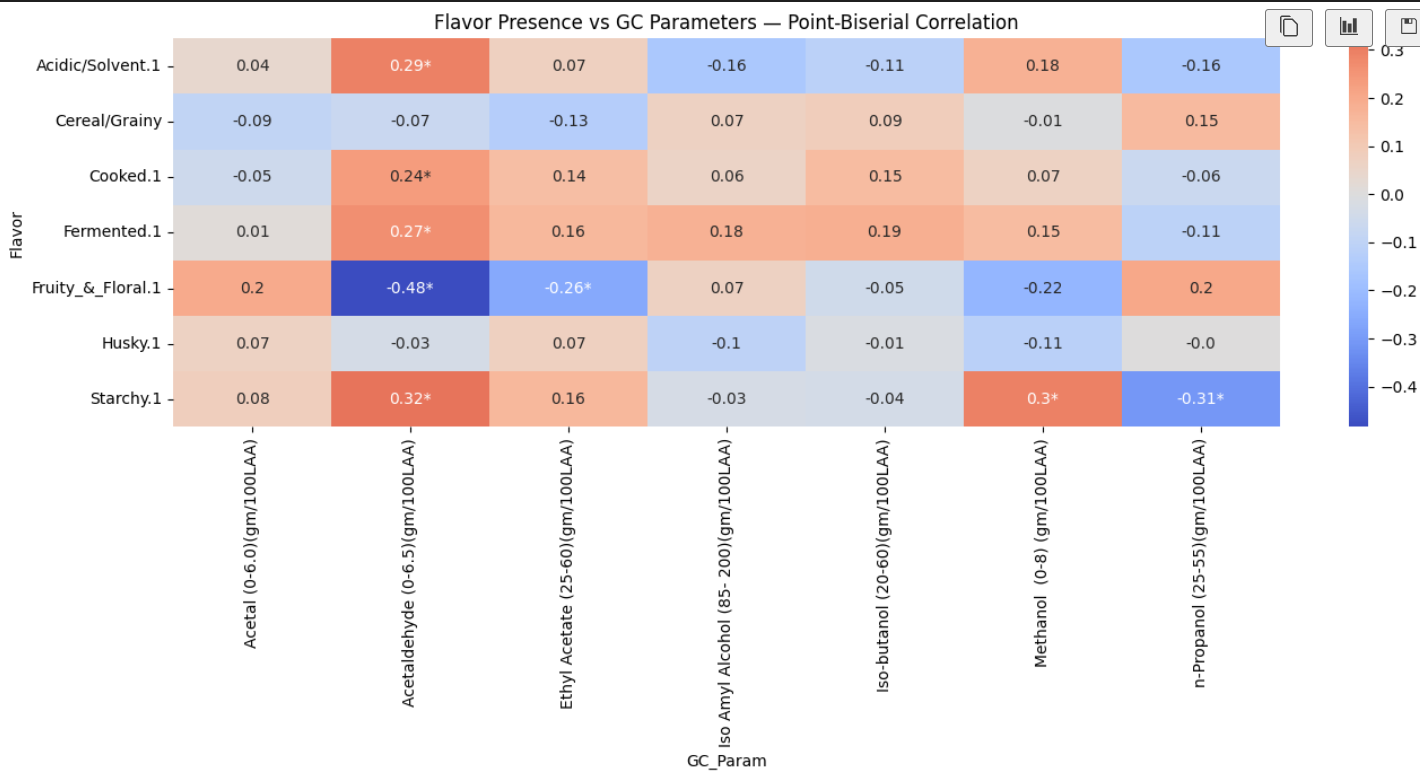 Flavor Presence vs GC Parameters — Point-Biserial Correlation
Flavor
Acidic/Solvent.1 0.04 0.29* 0.07 -0.16 -0.11 0.18 -0.16
Cereal/Grainy -0.09 -0.07 -0.13 0.07 0.09 -0.01 0.15
Cooked.1 -0.05 0.24* 0.14 0.06 0.15 0.07 -0.06
Fermented.1 0.01 0.27* 0.16 0.18 0.19 0.15 -0.11
Fruity_&_Floral.1 0.2 -0.48* -0.26* 0.07 -0.05 -0.22 0.2
Husky.1 0.07 -0.03 0.07 -0.1 -0.01 -0.11 -0.0
Starchy.1 0.08 0.32* 0.16 -0.03 -0.04 0.3* -0.31*
Acetal (0-6.0)(gm/100LAA)
Acetaldehyde (0-6.5)(gm/100LAA)
Ethyl Acetate (25-60)(gm/100LAA)
Iso Amyl Alcohol (85- 200)(gm/100LAA)
Iso-butanol (20-60)(gm/100LAA)
Methanol  (0-8) (gm/100LAA)
n-Propanol (25-55)(gm/100LAA)
GC_Param
0.3
0.2
0.1
0.0
−0.1
−0.2
−0.3
−0.4